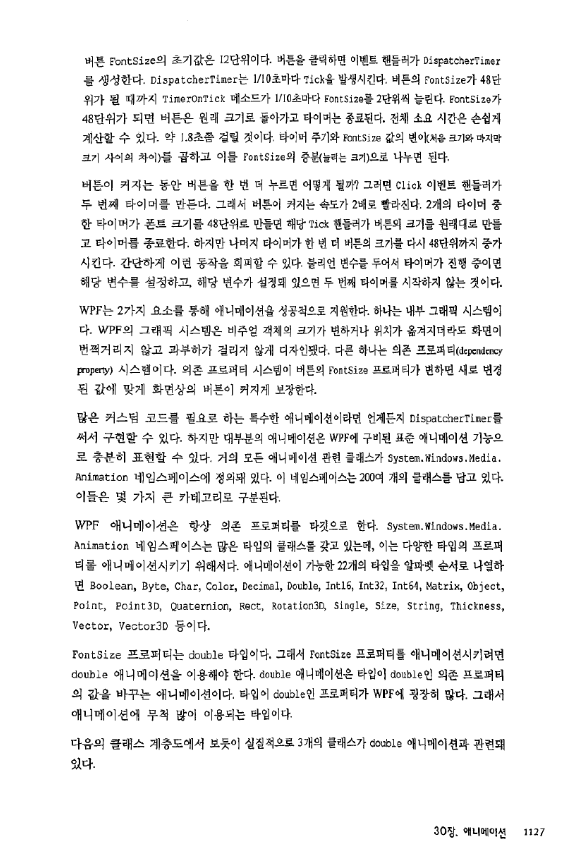 버튼 FontSize의 초기값은 12단위이다. 버튼을 클릭하면 이벤트 핸들러가 DispatcherTimer
를 생성한다. DispatcherTimer는 1/10초마다 Tick을 발생시킨다. 버튼의 FontSize가 48단
위가 될 때까지 TimerOnTick 메소드가 1/10초마다 FontSize를 2단위씩 늘린다. FontSize가
48단위가 되면 버튼은 원래 크기로 돌아가고 타이머는 종료된다. 전체 소요 시간은 손쉽게
계산할 수 있다. 약 1.8초쯤 걸릴 것이다. 타이머 주기와 FontSize 값의 변이(처음 크기와 마지막
크기 사이의 차이)를 곱하고 이를 FontSize의 증분(늘리는 크기)으로 나누면 된다.
버튼이 커지는 동안 버튼을 한 번 더 누르면 어떻게 될까? 그러면 Click 이벤트 핸들러가
두 번째 타이머를 만든다. 그래서 버튼이 커지는 속도가 2배로 빨라진다. 2개의 타이머 중
한 타이머가 폰트 크기를 48단위로 만들면 해당 Tick 핸들러가 버튼의 크기를 원래대로 만들
고 타이머를 종료한다. 하지만 나머지 타이머가 한 번 더 버튼의 크기를 다시 48단위까지 증가
시킨다. 간단하게 이런 동작을 회피할 수 있다. 불리언 변수를 두어서 타이머가 진행 중이면
해당 변수를 설정하고, 해당 변수가 설정돼 있으면 두 번째 타이머를 시작하지 않는 것이다.
WPF는 2가지 요소를 통해 애니메이션을 성공적으로 지원한다. 하나는 내부 그래픽 시스템이
다. WPF의 그래픽 시스템은 비주얼 객체의 크기가 변하거나 위치가 옮겨지더라도 화면이
번쩍거리지 않고 과부하가 걸리지 않게 디자인됐다. 다른 하나는 의존 프로퍼티(dependency
property) 시스템이다. 의존 프로퍼티 시스템이 버튼의 FontSize 프로퍼티가 변하면 새로 변경
된 값에 맞게 화면상의 버튼이 커지게 보장한다.
많은 커스텀 코드를 필요로 하는 특수한 애니메이션이라면 언제든지 DispatcherTimer를
써서 구현할 수 있다. 하지만 대부분의 애니메이션은 WPF에 구비된 표준 애니메이션 기능으
로 충분히 표현할 수 있다. 거의 모든 애니메이션 관련 클래스가 System.Windows.Media.
Animation 네임스페이스에 정의돼 있다. 이 네임스페이스는 200여 개의 클래스를 담고 있다.
이들은 몇 가지 큰 카테고리로 구분된다.
WPF 애니메이션은 항상 의존 프로퍼티를 타깃으로 한다. System.Windows.Media.
Animation 네임스페이스는 많은 타입의 클래스를 갖고 있는데, 이는 다양한 타입의 프로퍼
티를 애니메이션시키기 위해서다. 애니메이션이 가능한 22개의 타입을 알파벳 순서로 나열하
면 Boolean, Byte, Char, Color, Decimal, Double, Int16, Int32, Int64, Matrix, Object,
Point, Point3D, Quaternion, Rect, Rotation3D, Single, Size, String, Thickness,
Vector, Vector3D 등이다.
FontSize 프로퍼티는 double 타입이다. 그래서 FontSize 프로퍼티를 애니메이션시키려면
double 애니메이션을 이용해야 한다. double 애니메이션은 타입이 double인 의존 프로퍼티
의 값을 바꾸는 애니메이션이다. 타입이 double인 프로퍼티가 WPF에 굉장히 많다. 그래서
애니메이션에 무척 많이 이용되는 타입이다.
다음의 클래스 계층도에서 보듯이 실질적으로 3개의 클래스가 double 애니메이션과 관련돼
있다.
30장. 애니메이션 1127